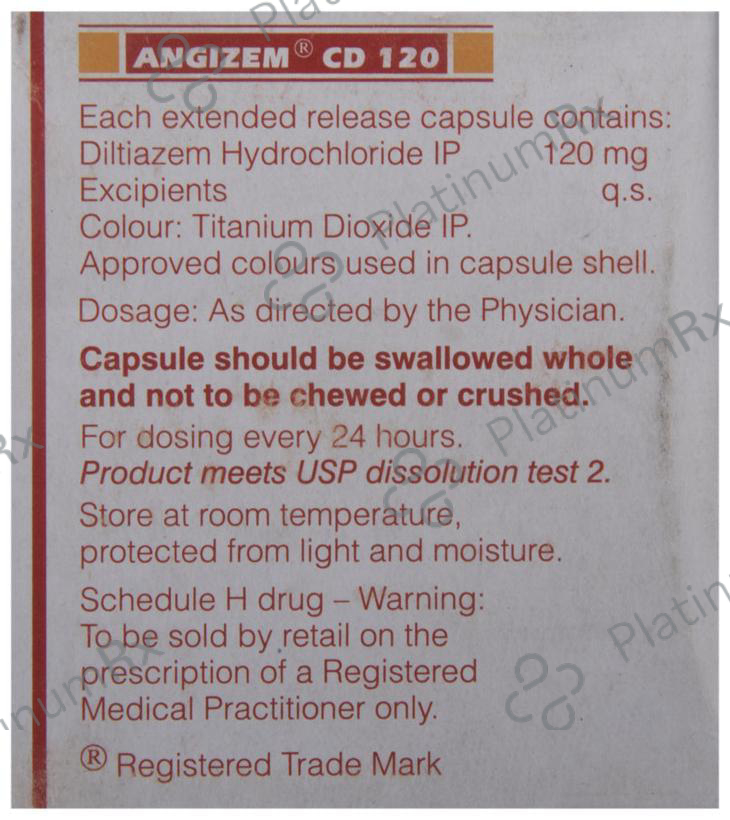 ANGIZEM® CD 120
Each extended release capsule contains:
Diltiazem Hydrochloride IP 120 mg
Excipients q.s.
Colour: Titanium Dioxide IP.
Approved colours used in capsule shell.
Dosage: As directed by the Physician.
Capsule should be swallowed whole
and not to be chewed or crushed.
For dosing every 24 hours.
Product meets USP dissolution test 2.
Store at room temperature,
protected from light and moisture.
Schedule H drug – Warning:
To be sold by retail on the
prescription of a Registered
Medical Practitioner only.
® Registered Trade Mark
PlatinumRx
PlatinumRx